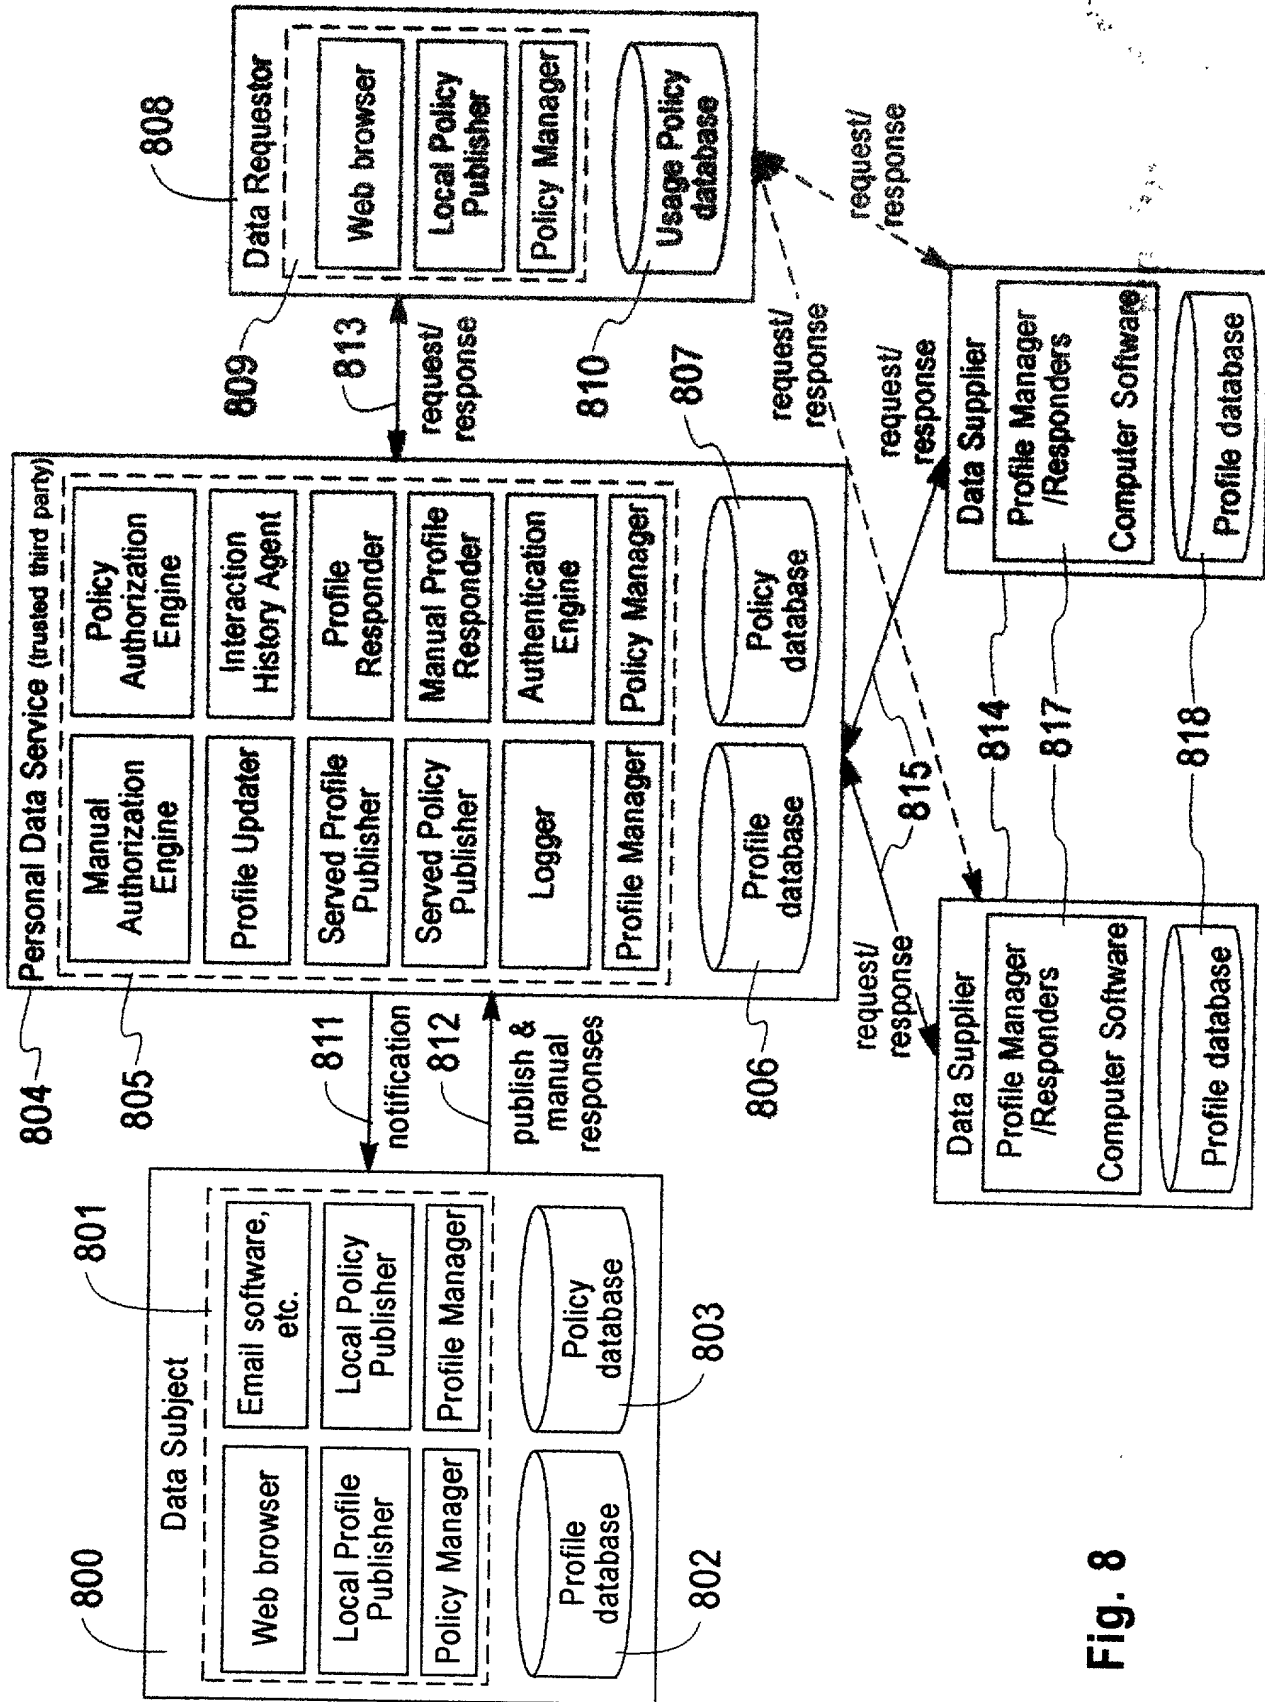 800
Data Subject
801
Web browser
Email software,
etc.
Local Profile
Publisher
Local Policy
Publisher
Policy Manager
Profile Manager
Profile
database
Policy
database
802
803
811
notification
812
publish &
manual
responses
804
Personal Data Service (trusted third party)
805
Manual
Authorization
Engine
Policy
Authorization
Engine
Profile Updater
Interaction
History Agent
Served Profile
Publisher
Profile
Responder
Served Policy
Publisher
Manual Profile
Responder
Logger
Authentication
Engine
Profile Manager
Policy Manager
Profile
database
Policy
database
806
807
813
request/
response
808
Data Requestor
809
Web browser
Local Policy
Publisher
Policy Manager
Usage Policy
database
810
request/
response
815
request/
response
request/
response
request/
response
Data Supplier
Profile Manager
/Responders
Computer Software
Profile database
814
817
818
Data Supplier
Profile Manager
/Responders
Computer Software
Profile database
Fig. 8